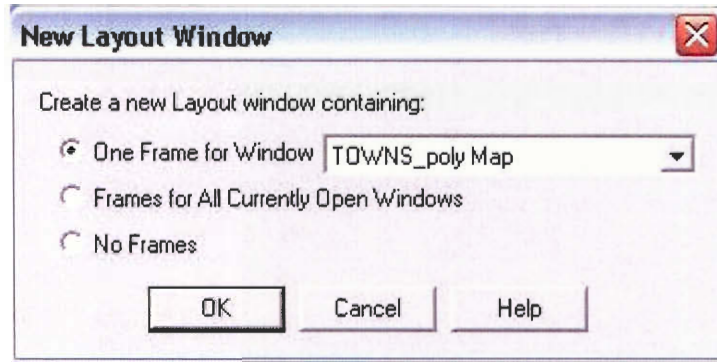 New Layout Window
Create a new Layout window containing:
One Frame for Window TOWNS_poly Map
Frames for All Currently Open Windows
No Frames
OK Cancel Help